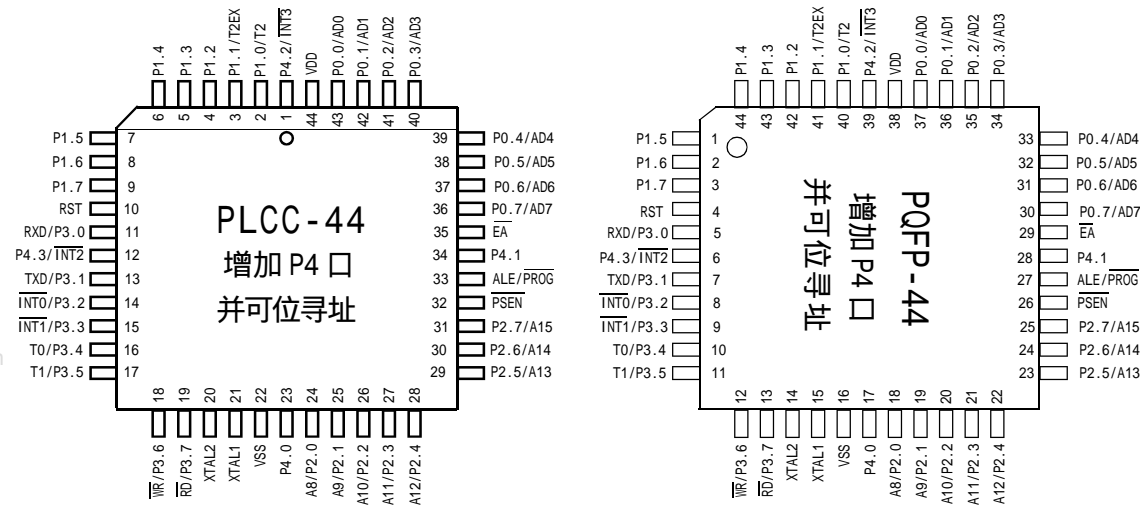 P1.4
P1.3
P1.2
P1.1/T2EX
P1.0/T2
P4.2/INT3
VDD
P0.0/AD0
P0.1/AD1
P0.2/AD2
P0.3/AD3
6 5 4 3 2 1 44 43 42 41 40
P1.5 7
P1.6 8
P1.7 9
RST 10
RXD/P3.0 11
P4.3/INT2 12
TXD/P3.1 13
INT0/P3.2 14
INT1/P3.3 15
T0/P3.4 16
T1/P3.5 17
PLCC-44
增加 P4 口
并可位寻址
39 P0.4/AD4
38 P0.5/AD5
37 P0.6/AD6
36 P0.7/AD7
35 EA
34 P4.1
33 ALE/PROG
32 PSEN
31 P2.7/A15
30 P2.6/A14
29 P2.5/A13
18 19 20 21 22 23 24 25 26 27 28
WR/P3.6
RD/P3.7
XTAL2
XTAL1
VSS
P4.0
A8/P2.0
A9/P2.1
A10/P2.2
A11/P2.3
A12/P2.4
P1.4
P1.3
P1.2
P1.1/T2EX
P1.0/T2
P4.2/INT3
VDD
P0.0/AD0
P0.1/AD1
P0.2/AD2
P0.3/AD3
44 43 42 41 40 39 38 37 36 35 34
P1.5 1
P1.6 2
P1.7 3
RST 4
RXD/P3.0 5
P4.3/INT2 6
TXD/P3.1 7
INT0/P3.2 8
INT1/P3.3 9
T0/P3.4 10
T1/P3.5 11
PQFP-44
增加 P4 口
并可位寻址
33 P0.4/AD4
32 P0.5/AD5
31 P0.6/AD6
30 P0.7/AD7
29 EA
28 P4.1
27 ALE/PROG
26 PSEN
25 P2.7/A15
24 P2.6/A14
23 P2.5/A13
12 13 14 15 16 17 18 19 20 21 22
WR/P3.6
RD/P3.7
XTAL2
XTAL1
VSS
P4.0
A8/P2.0
A9/P2.1
A10/P2.2
A11/P2.3
A12/P2.4